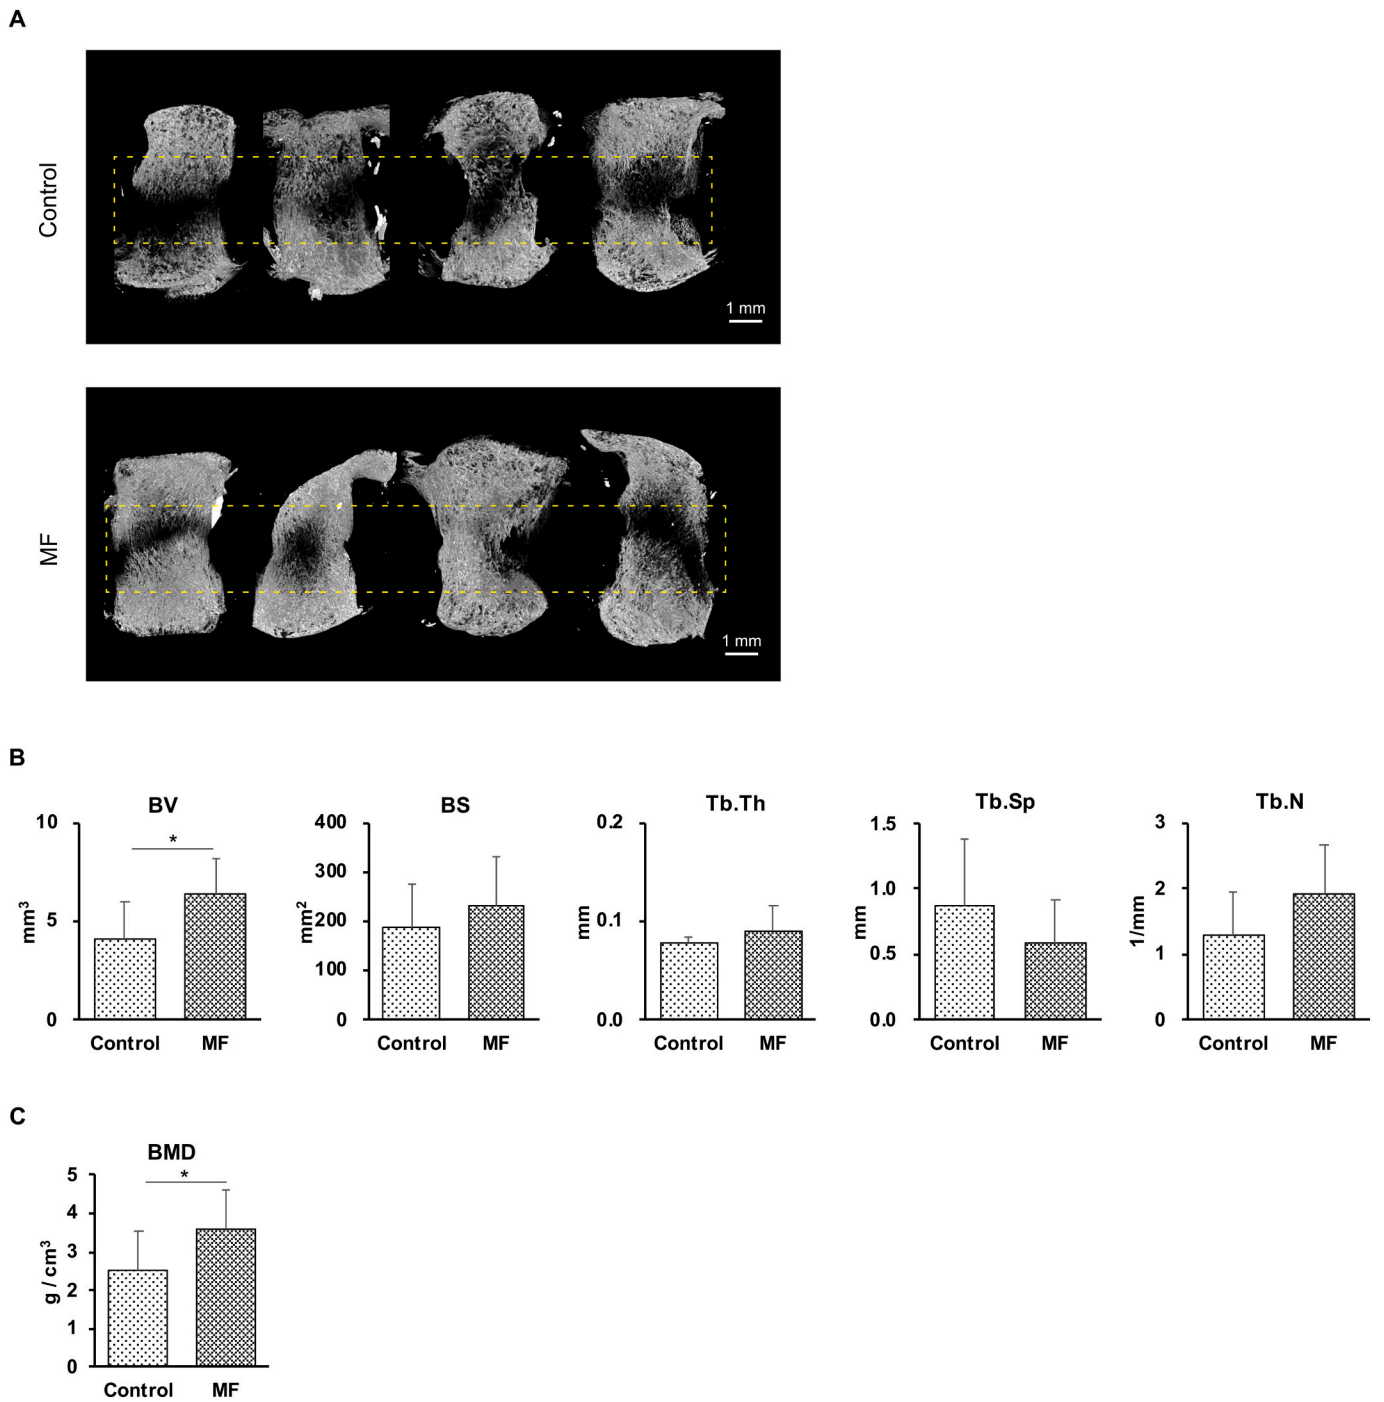 A
Control
1 mm
MF
1 mm
B
BV
10
5
0
mm³
*
Control
MF
BS
400
300
200
100
0
mm²
Control
MF
Tb.Th
0.2
0.1
0.0
mm
Control
MF
Tb.Sp
1.5
1.0
0.5
0.0
mm
Control
MF
Tb.N
3
2
1
0
1/mm
Control
MF
C
BMD
5
4
3
2
1
0
g / cm³
*
Control
MF